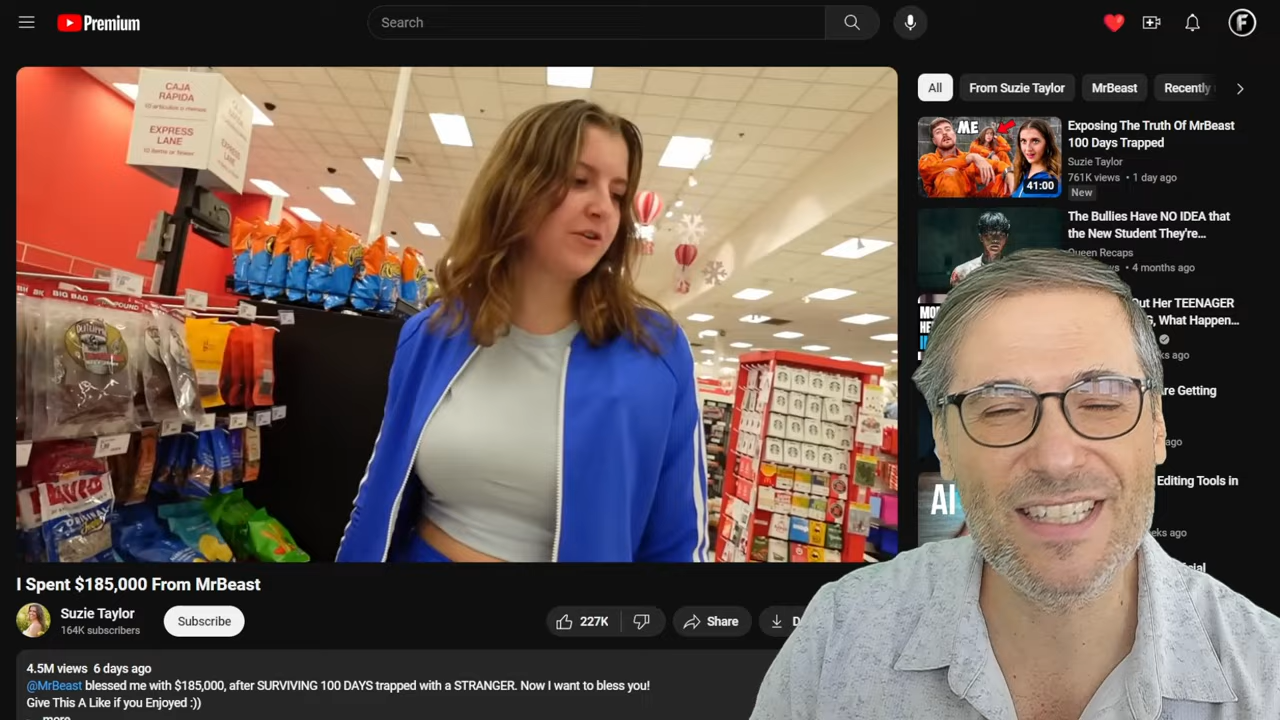 Premium
Search
F
CAJA
RÁPIDA
EXPRESS
LANE
BIG BAG
All
From Suzie Taylor
MrBeast
Recently
ME
41:00
Exposing The Truth Of MrBeast
100 Days Trapped
Suzie Taylor
761K views • 1 day ago
New
The Bullies Have NO IDEA that
the New Student They're...
Queen Recaps
• 4 months ago
Out Her TEENAGER
What Happen...
ago
Are Getting
ago
AI
Editing Tools in
ago
I Spent $185,000 From MrBeast
Suzie Taylor
164K subscribers
Subscribe
227K
Share
4.5M views 6 days ago
@MrBeast blessed me with $185,000, after SURVIVING 100 DAYS trapped with a STRANGER. Now I want to bless you!
Give This A Like if you Enjoyed :))
...more